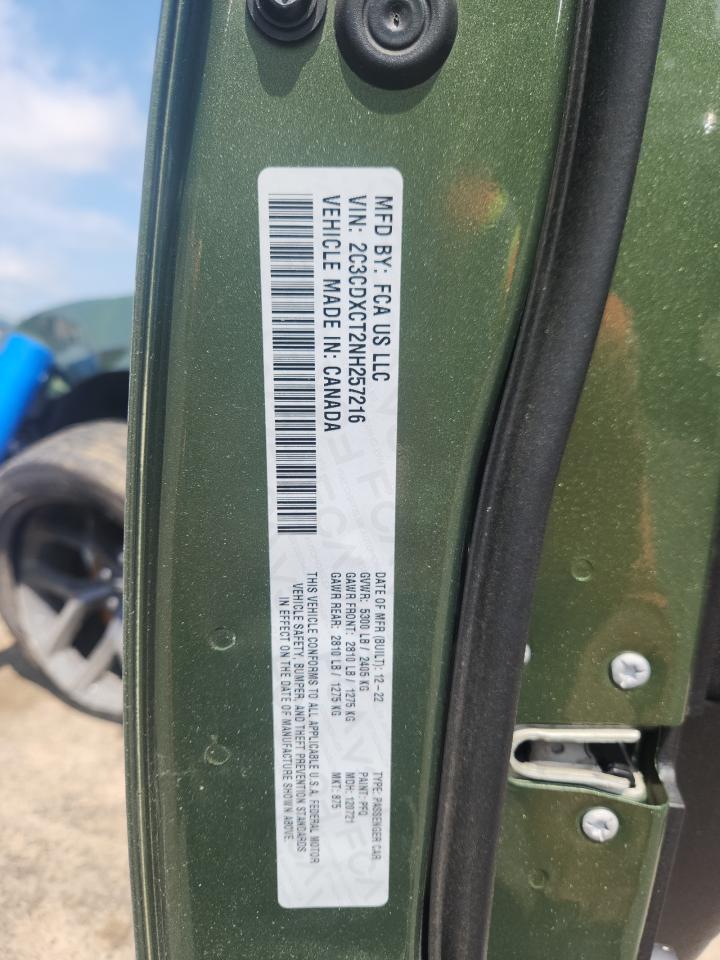 MFD BY: FCA US LLC
VIN: 2C3CDXCT2NH257216
VEHICLE MADE IN: CANADA
DATE OF MFR (BUILT): 12-22
GVWR: 5300 LB / 2405 KG
GAWR FRONT: 2810 LB / 1275 KG
GAWR REAR: 2810 LB / 1275 KG
TYPE: PASSENGER CAR
PAINT: PFQ
MDH: 120721
MKT: 875
THIS VEHICLE CONFORMS TO ALL APPLICABLE U.S.A. FEDERAL MOTOR
VEHICLE SAFETY, BUMPER, AND THEFT PREVENTION STANDARDS
IN EFFECT ON THE DATE OF MANUFACTURE SHOWN ABOVE.